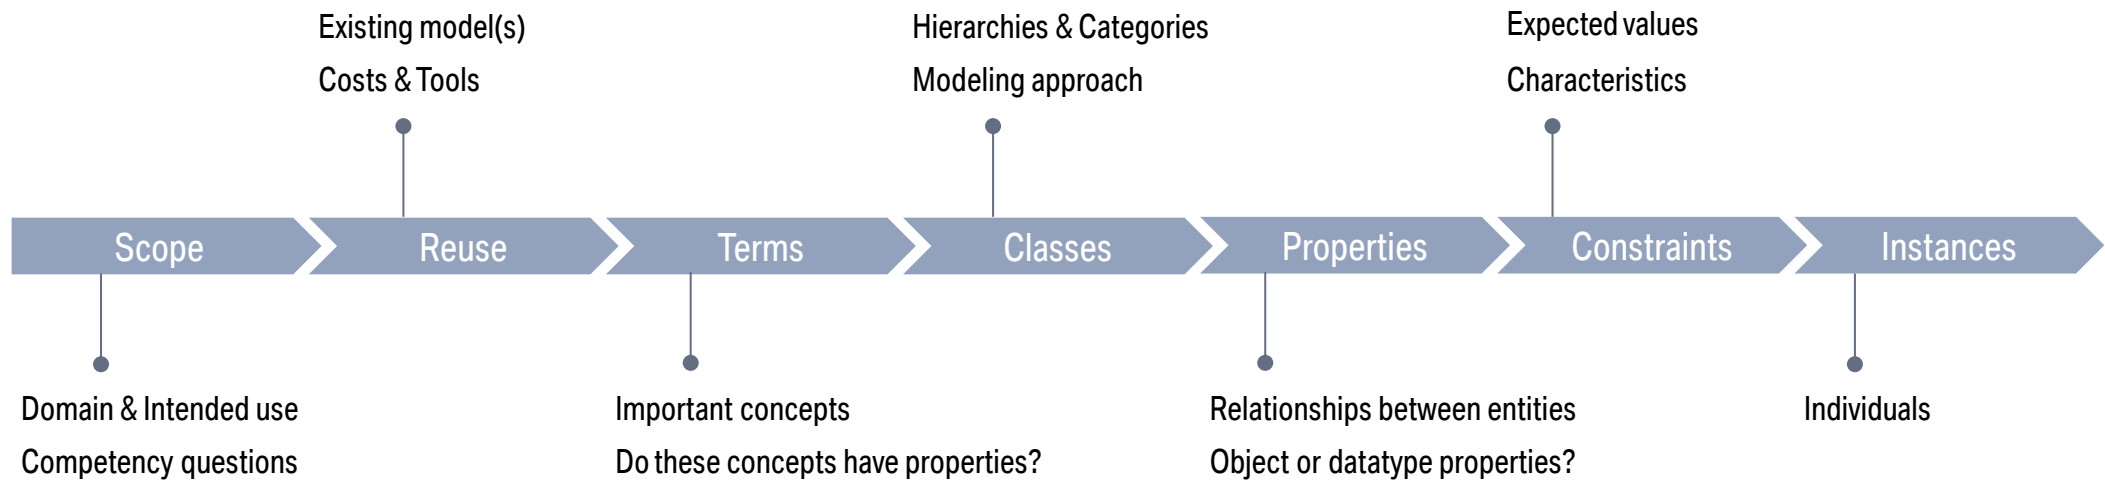 Existing model(s)
Costs & Tools
Hierarchies & Categories
Modeling approach
Expected values
Characteristics
Scope
Reuse
Terms
Classes
Properties
Constraints
Instances
Domain & Intended use
Competency questions
Important concepts
Do these concepts have properties?
Relationships between entities
Object or datatype properties?
Individuals